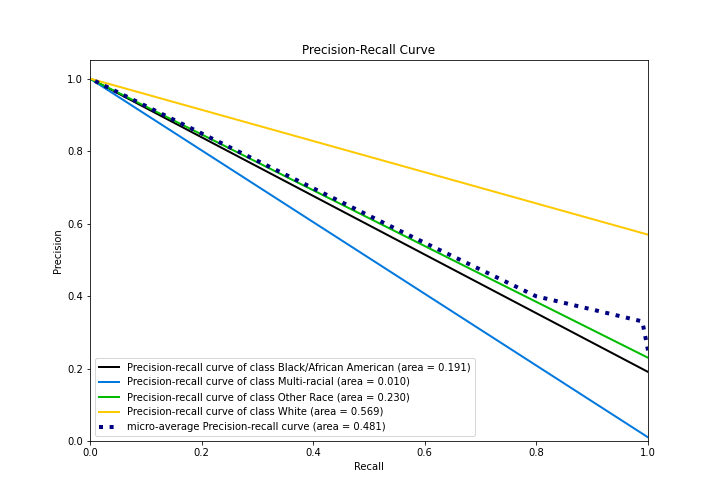 Precision-Recall Curve
1.0
0.8
0.6
0.4
0.2
0.0
Precision
Precision-recall curve of class Black/African American (area = 0.191)
Precision-recall curve of class Multi-racial (area = 0.010)
Precision-recall curve of class Other Race (area = 0.230)
Precision-recall curve of class White (area = 0.569)
micro-average Precision-recall curve (area = 0.481)
0.0 0.2 0.4 0.6 0.8 1.0
Recall